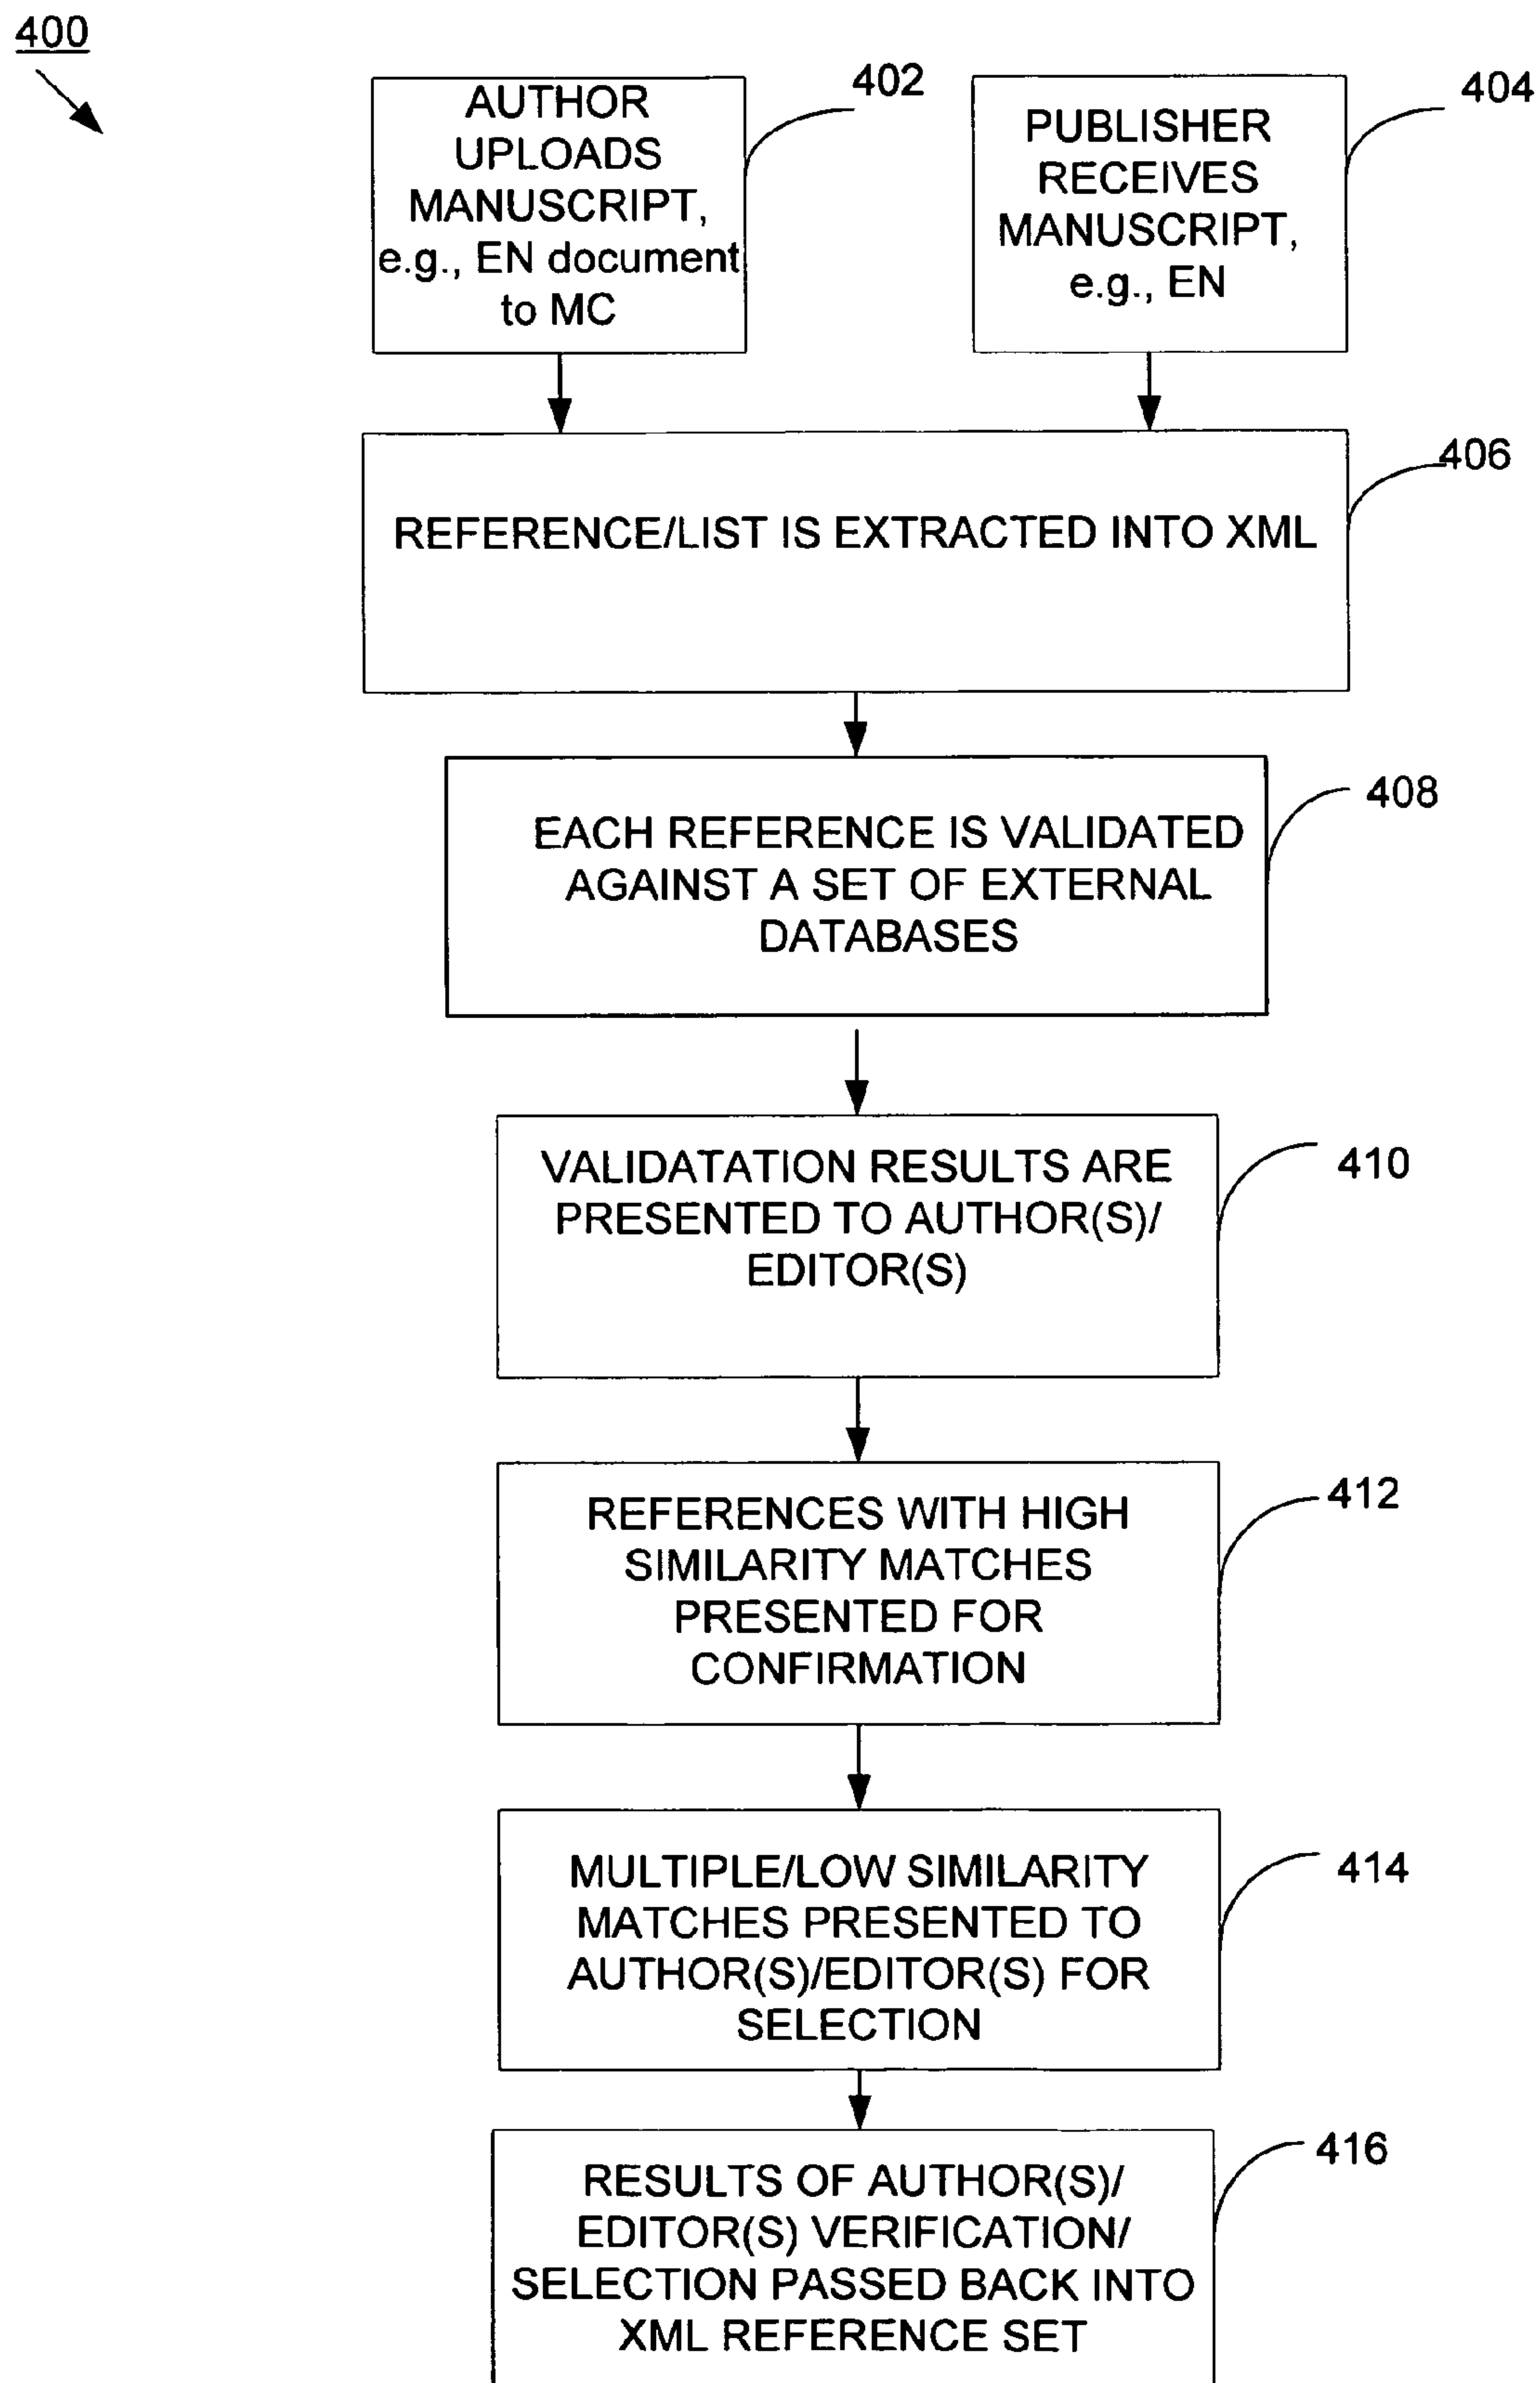 400
AUTHOR
UPLOADS
MANUSCRIPT,
e.g., EN document
to MC
402
PUBLISHER
RECEIVES
MANUSCRIPT,
e.g., EN
404
REFERENCE/LIST IS EXTRACTED INTO XML
406
EACH REFERENCE IS VALIDATED
AGAINST A SET OF EXTERNAL
DATABASES
408
VALIDATATION RESULTS ARE
PRESENTED TO AUTHOR(S)/
EDITOR(S)
410
REFERENCES WITH HIGH
SIMILARITY MATCHES
PRESENTED FOR
CONFIRMATION
412
MULTIPLE/LOW SIMILARITY
MATCHES PRESENTED TO
AUTHOR(S)/EDITOR(S) FOR
SELECTION
414
RESULTS OF AUTHOR(S)/
EDITOR(S) VERIFICATION/
SELECTION PASSED BACK INTO
XML REFERENCE SET
416